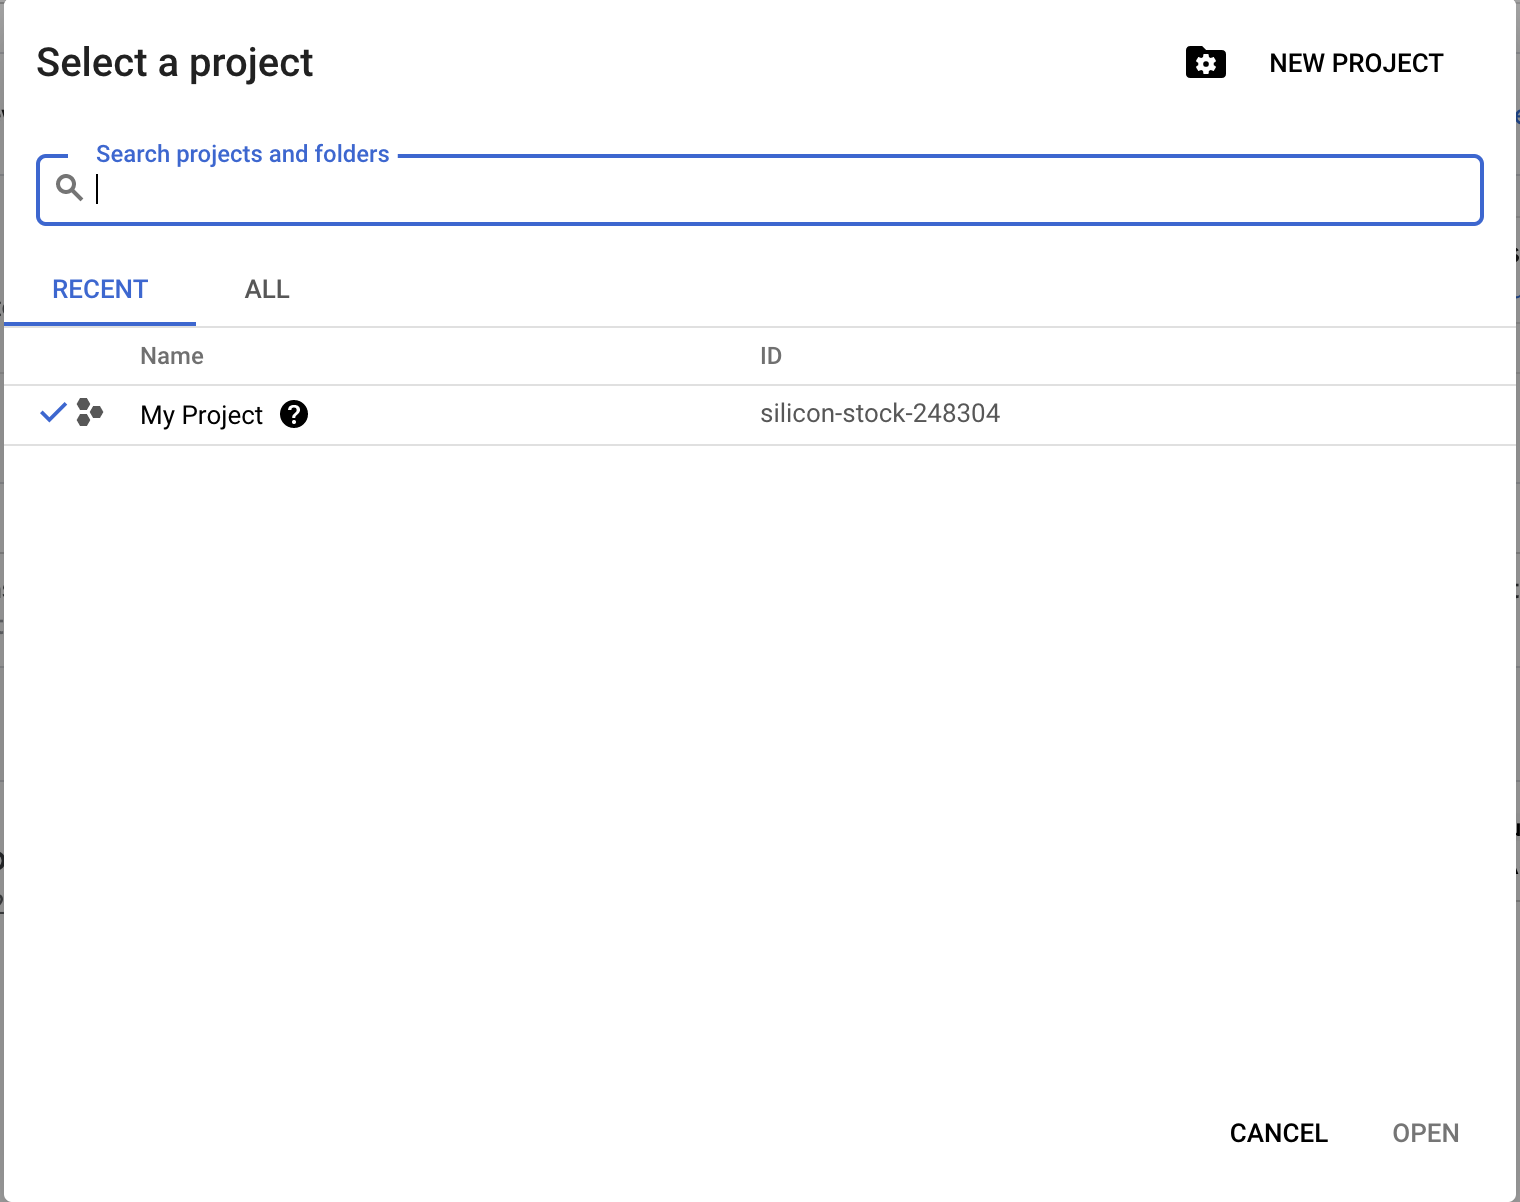 Select a project
NEW PROJECT
Search projects and folders
RECENT ALL
Name ID
My Project ? silicon-stock-248304
CANCEL OPEN